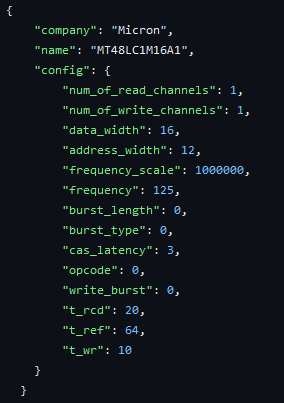 {
"company": "Micron",
"name": "MT48LC1M16A1",
"config": {
"num_of_read_channels": 1,
"num_of_write_channels": 1,
"data_width": 16,
"address_width": 12,
"frequency_scale": 1000000,
"frequency": 125,
"burst_length": 0,
"burst_type": 0,
"cas_latency": 3,
"opcode": 0,
"write_burst": 0,
"t_rcd": 20,
"t_ref": 64,
"t_wr": 10
}
}